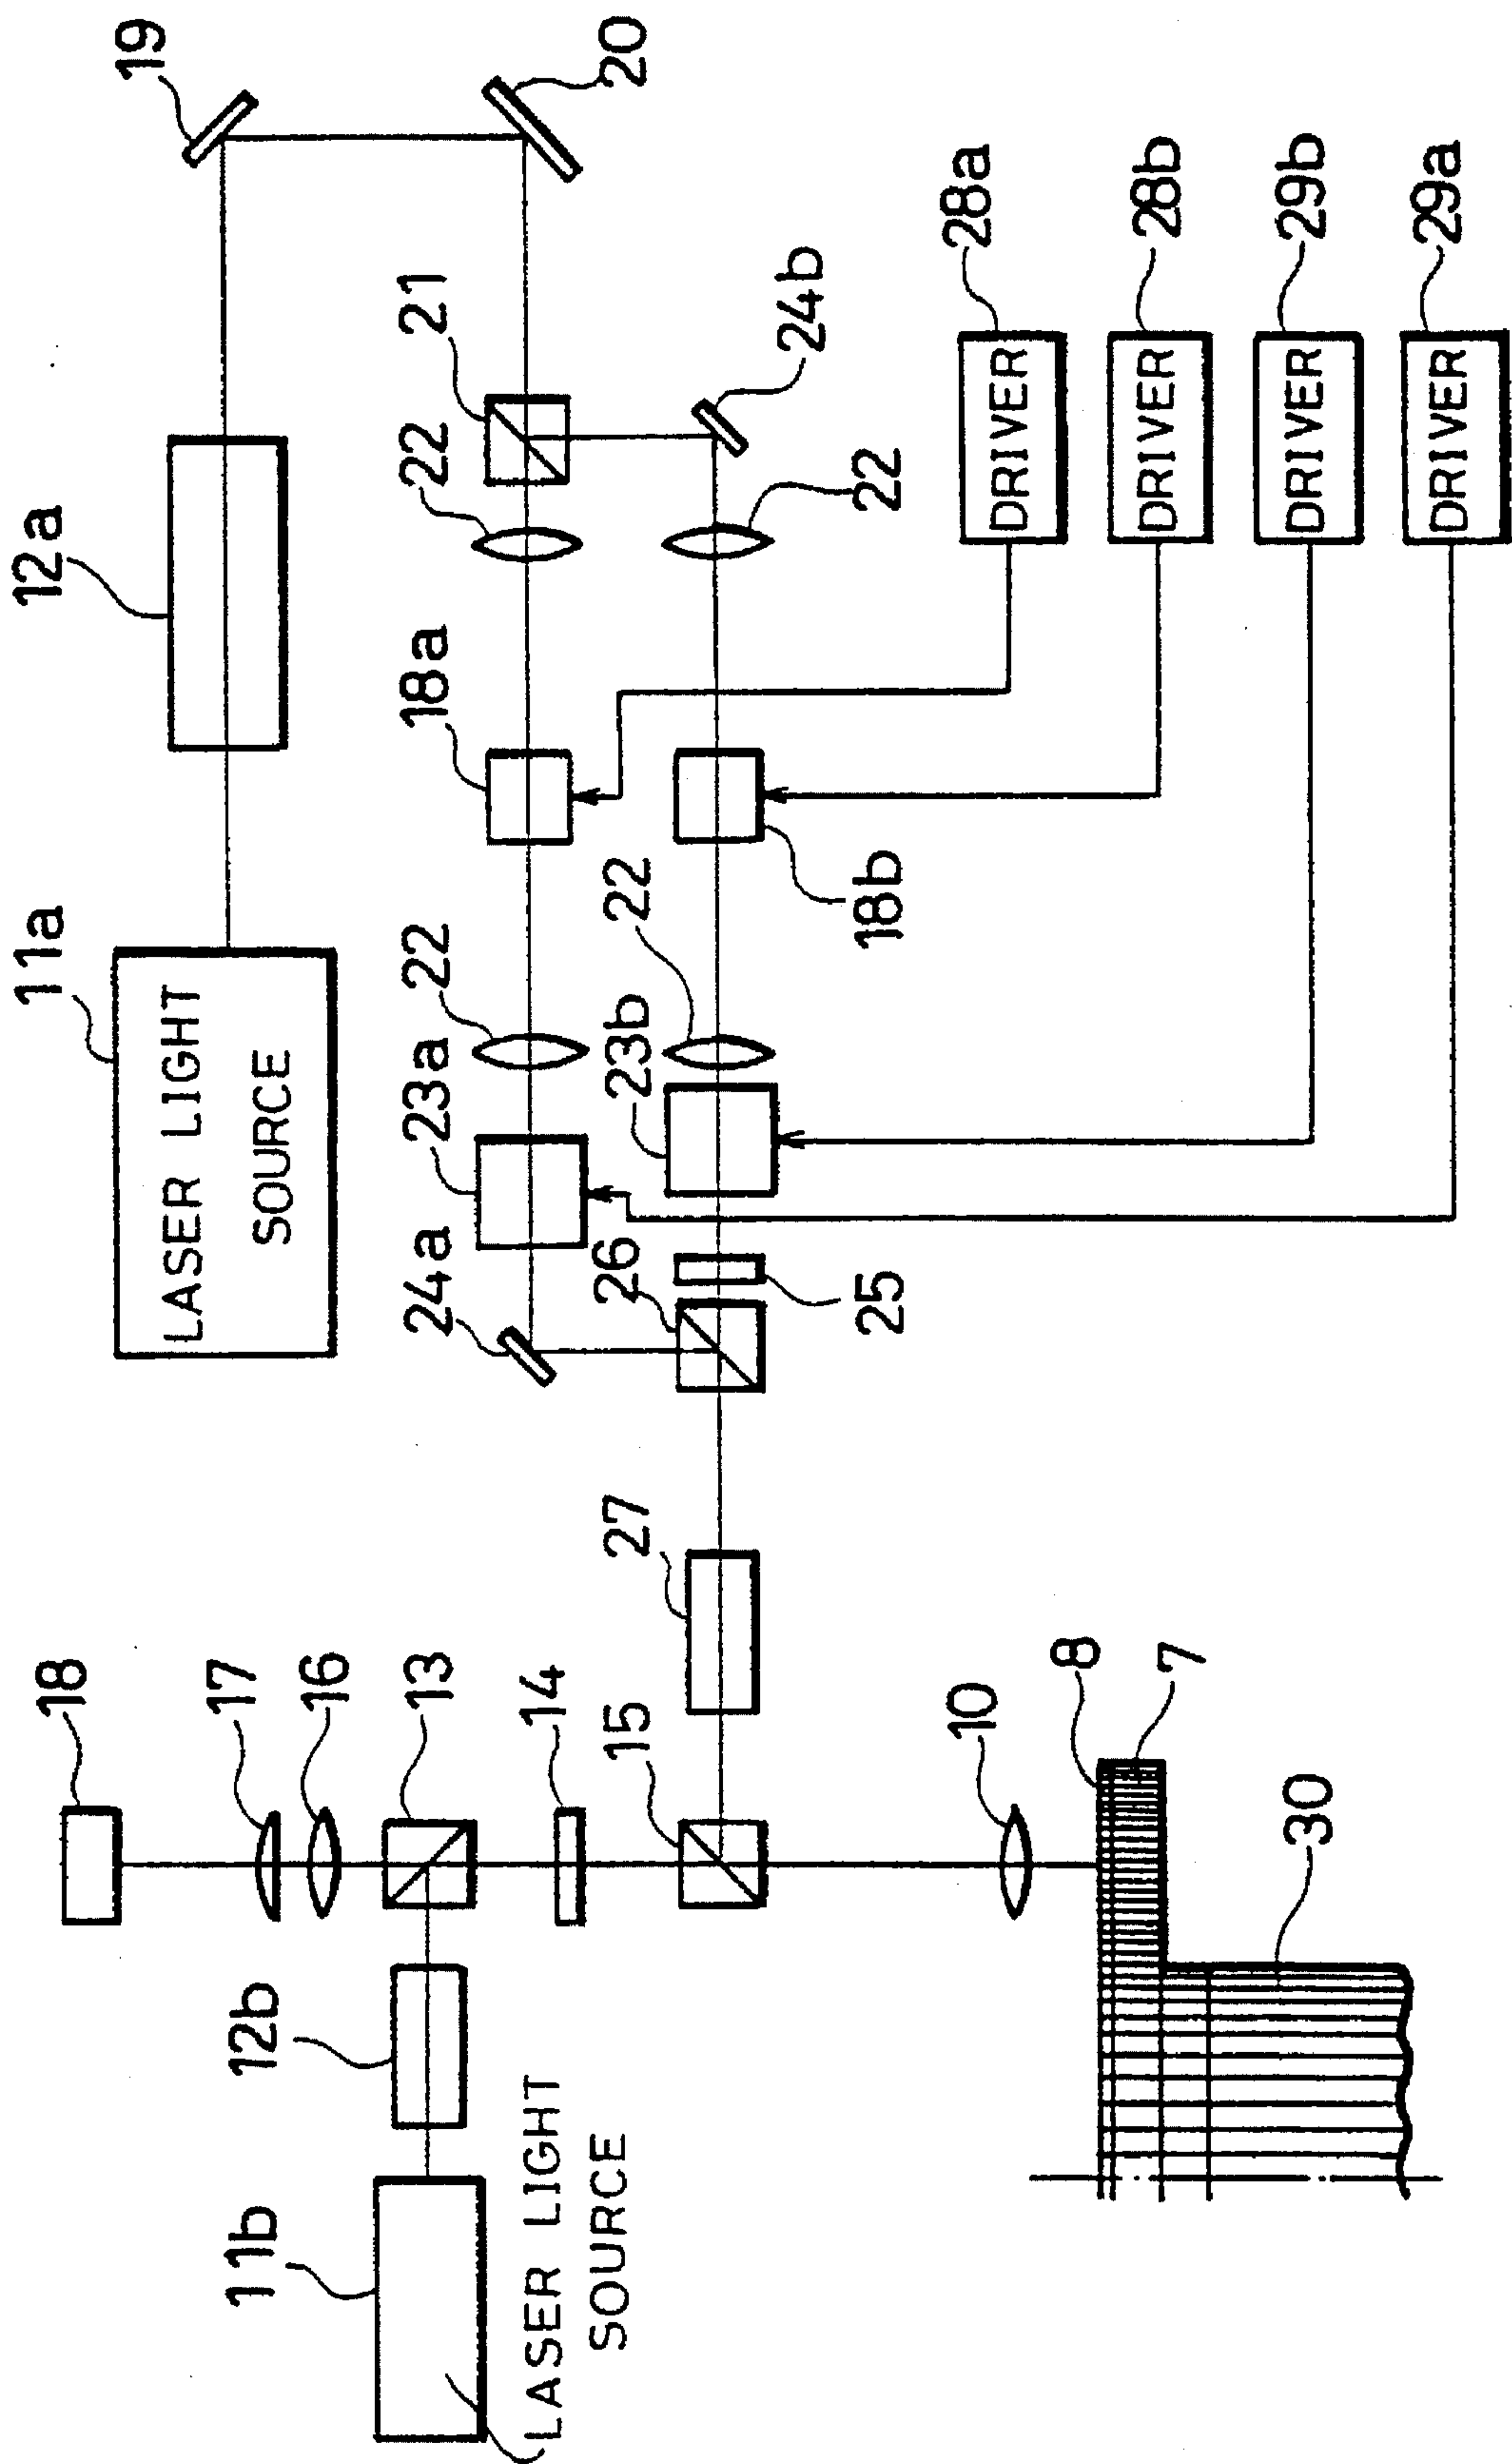 11b
LASER LIGHT
SOURCE
12b
18
17
16
13
14
15
10
8
7
30
27
11a
LASER LIGHT
SOURCE
12a
19
20
24a
23a
22
18a
22
21
26
23b
22
25
18b
22
24b
DRIVER
28a
DRIVER
28b
DRIVER
29b
DRIVER
29a